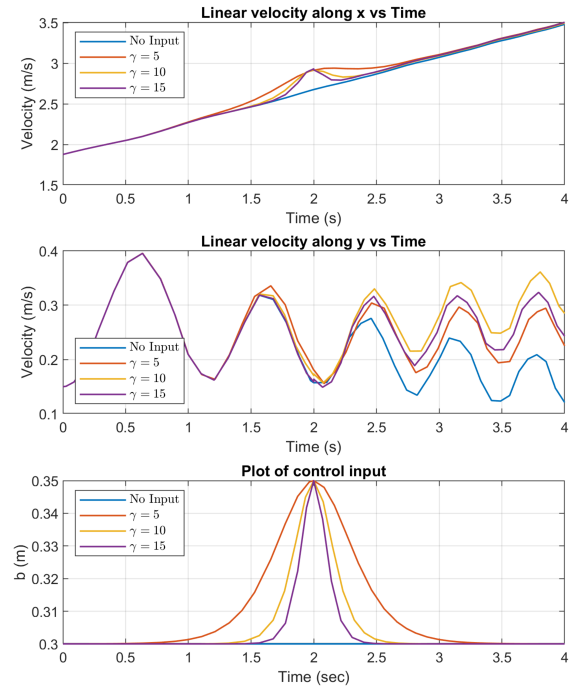 Linear velocity along x vs Time
3.5
3
2.5
2
1.5
Velocity (m/s)
No Input
γ = 5
γ = 10
γ = 15
0 0.5 1 1.5 2 2.5 3 3.5 4
Time (s)
Linear velocity along y vs Time
0.4
0.3
0.2
0.1
Velocity (m/s)
No Input
γ = 5
γ = 10
γ = 15
0 0.5 1 1.5 2 2.5 3 3.5 4
Time (s)
Plot of control input
0.35
0.34
0.33
0.32
0.31
0.3
b (m)
No Input
γ = 5
γ = 10
γ = 15
0 0.5 1 1.5 2 2.5 3 3.5 4
Time (sec)